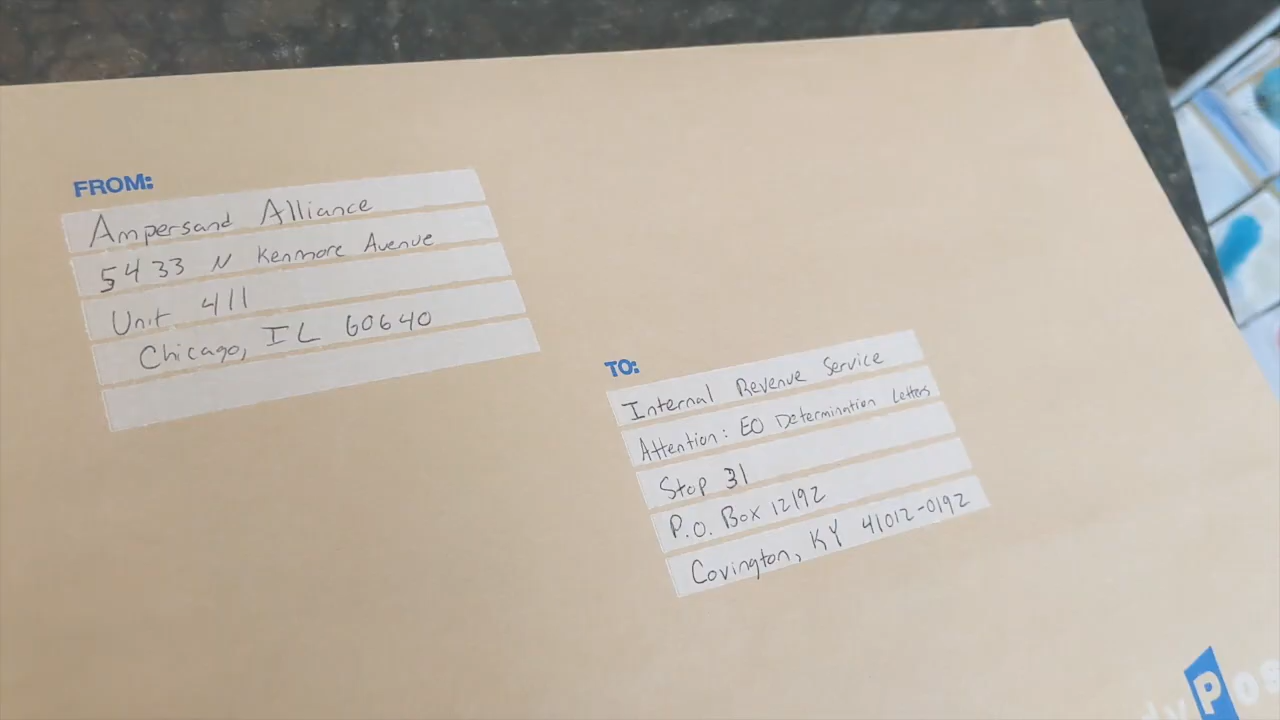 FROM:
Ampersand Alliance
5433 N Kenmore Avenue
Unit 411
Chicago, IL 60640
TO:
Internal Revenue Service
Attention: EO Determination Letters
Stop 31
P.O. Box 12192
Covington, KY 41012-0192